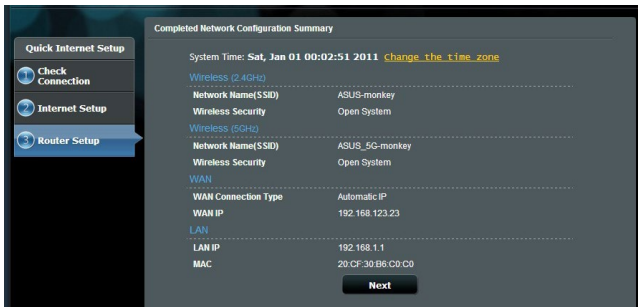 Completed Network Configuration Summary
Quick Internet Setup
1 Check
Connection
2 Internet Setup
3 Router Setup
System Time: Sat, Jan 01 00:02:51 2011 Change the time zone
Wireless (2.4GHz)
Network Name(SSID) ASUS-monkey
Wireless Security Open System
Wireless (5GHz)
Network Name(SSID) ASUS_5G-monkey
Wireless Security Open System
WAN
WAN Connection Type Automatic IP
WAN IP 192.168.123.23
LAN
LAN IP 192.168.1.1
MAC 20:CF:30:B6:C0:C0
Next